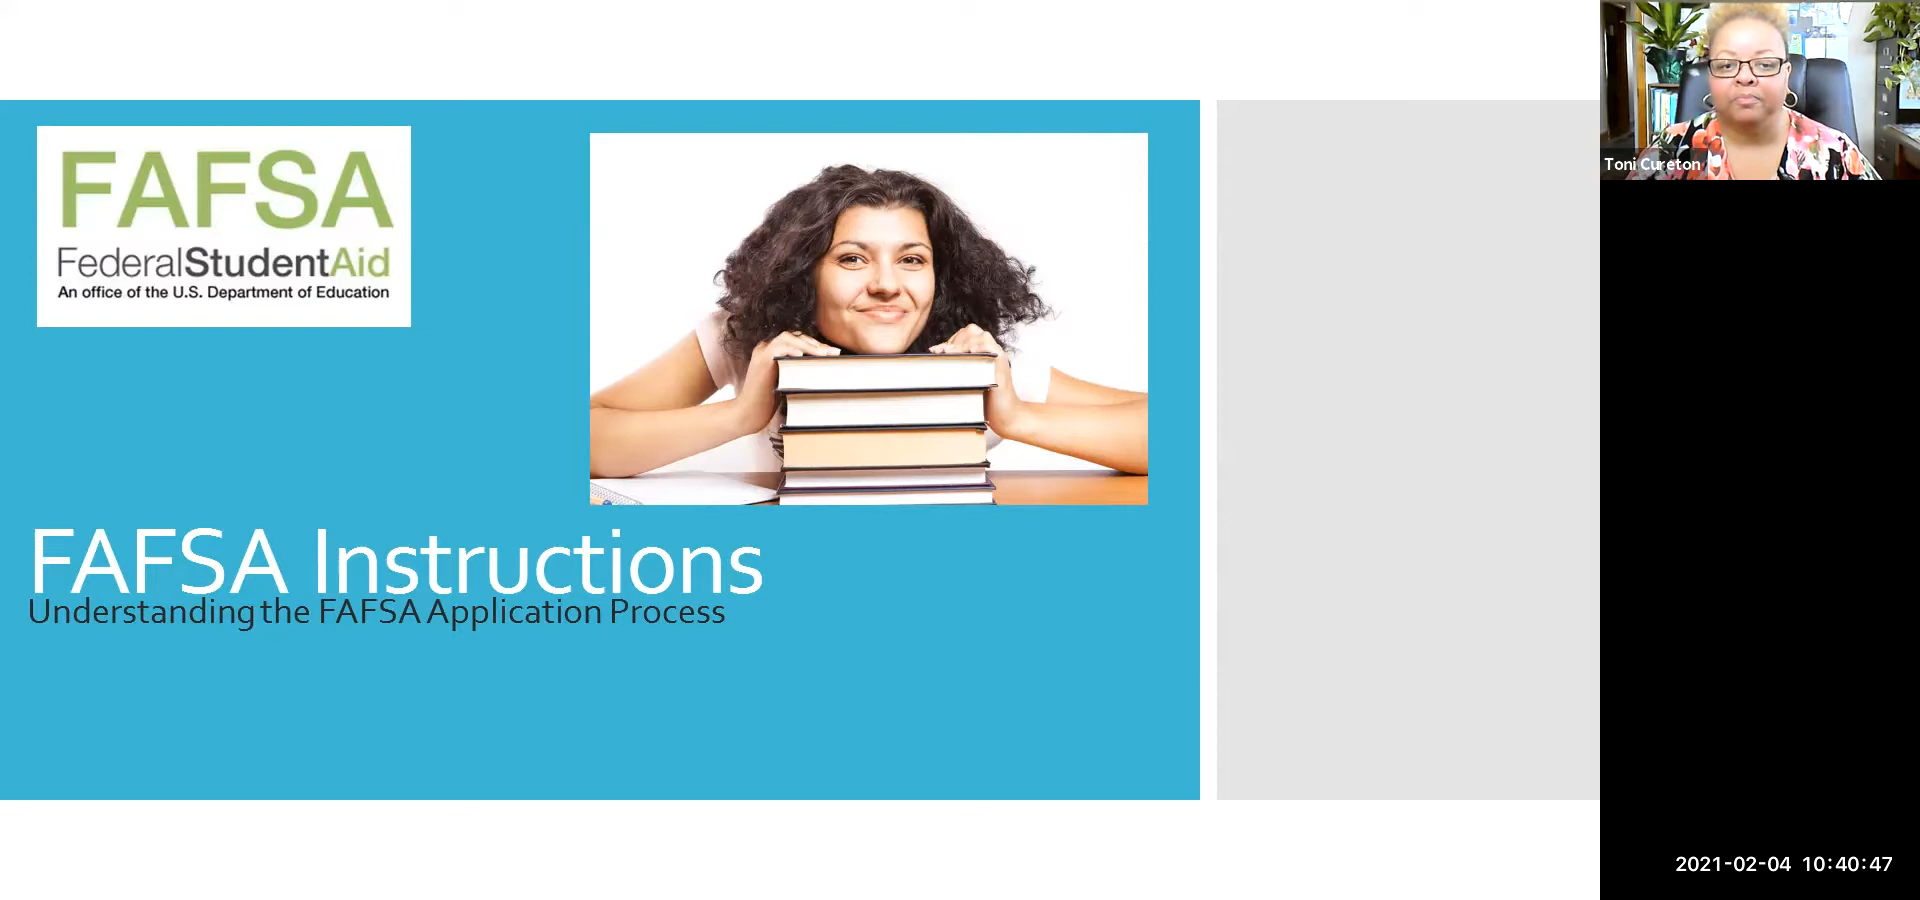 FAFSA
FederalStudentAid
An office of the U.S. Department of Education
FAFSA Instructions
Understanding the FAFSA Application Process
Toni Cureton
2021-02-04 10:40:47